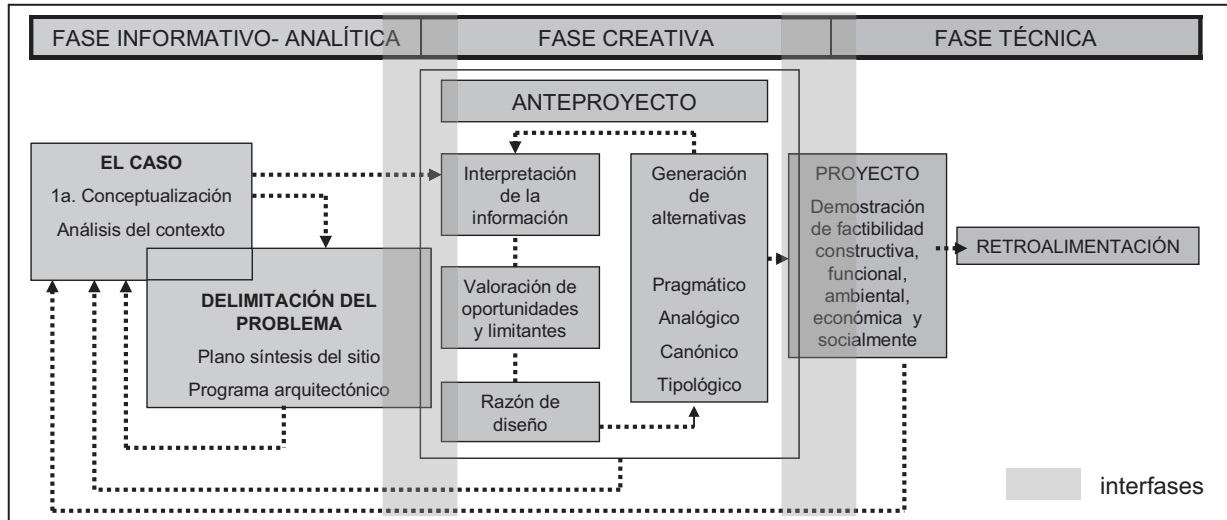 FASE INFORMATIVO- ANALÍTICA
FASE CREATIVA
FASE TÉCNICA
EL CASO
1a. Conceptualización
Análisis del contexto
DELIMITACIÓN DEL
PROBLEMA
Plano síntesis del sitio
Programa arquitectónico
ANTEPROYECTO
Interpretación
de la
información
Valoración de
oportunidades
y limitantes
Razón de
diseño
Generación
de
alternativas
Pragmático
Analógico
Canónico
Tipológico
PROYECTO
Demostración
de factibilidad
constructiva,
funcional,
ambiental,
económica y
socialmente
RETROALIMENTACIÓN
interfases